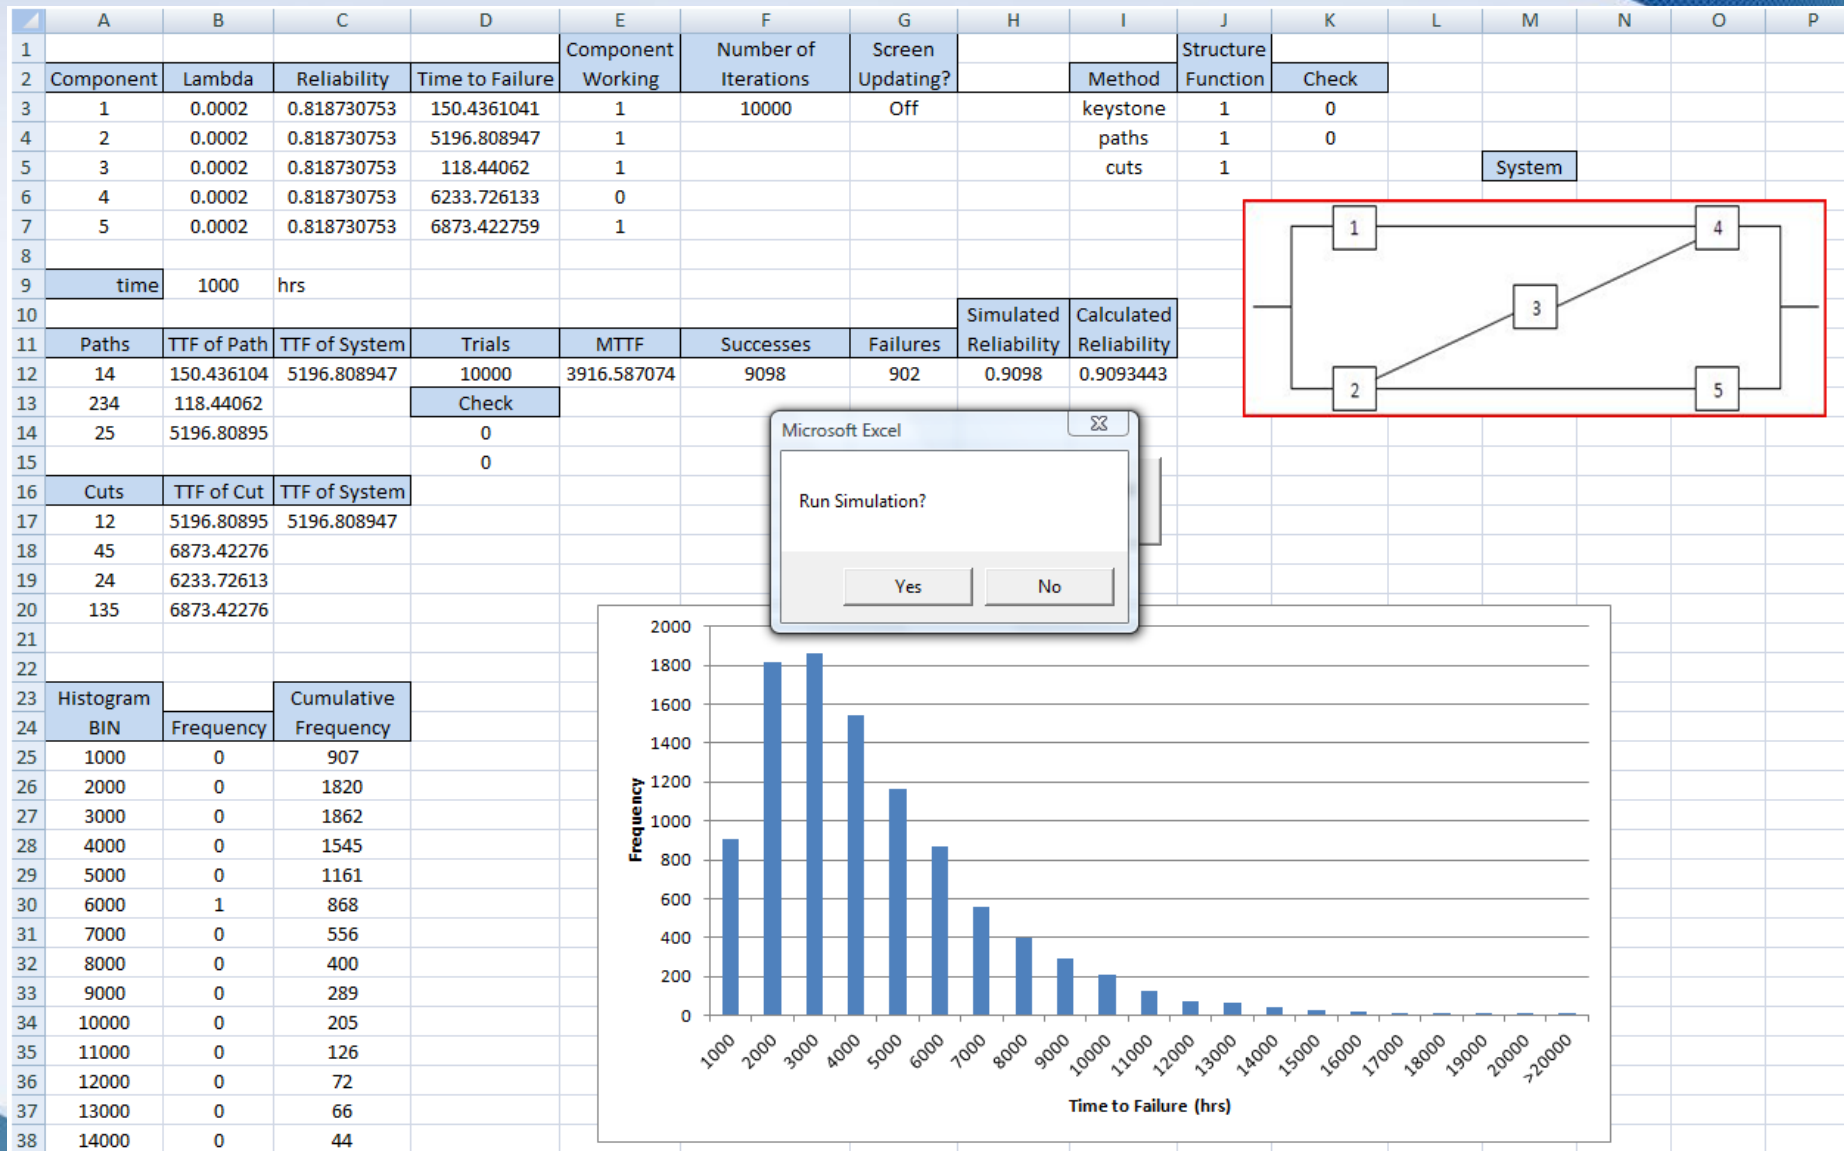 A B C D E F G H I J K L M N O P
1 Component Number of Screen Structure
2 Component Lambda Reliability Time to Failure Working Iterations Updating? Method Function Check
3 1 0.0002 0.818730753 150.4361041 1 10000 Off keystone 1 0
4 2 0.0002 0.818730753 5196.808947 1 paths 1 0
5 3 0.0002 0.818730753 118.44062 1 cuts 1 System
6 4 0.0002 0.818730753 6233.726133 0
7 5 0.0002 0.818730753 6873.422759 1
1 4
8
9 time 1000 hrs
3
10 Simulated Calculated
11 Paths TTF of Path TTF of System Trials MTTF Successes Failures Reliability Reliability
12 14 150.436104 5196.808947 10000 3916.587074 9098 902 0.9098 0.9093443
2 5
13 234 118.44062 Check
14 25 5196.80895 0
15 0
16 Cuts TTF of Cut TTF of System
17 12 5196.80895 5196.808947
18 45 6873.42276
19 24 6233.72613
20 135 6873.42276
21
22
23 Histogram Cumulative
24 BIN Frequency Frequency
25 1000 0 907
26 2000 0 1820
27 3000 0 1862
28 4000 0 1545
29 5000 0 1161
30 6000 1 868
31 7000 0 556
32 8000 0 400
33 9000 0 289
34 10000 0 205
35 11000 0 126
36 12000 0 72
37 13000 0 66
38 14000 0 44
Microsoft Excel
Run Simulation?
Yes No
2000
1800
1600
1400
1200
1000
800
600
400
200
0
Frequency
1000 2000 3000 4000 5000 6000 7000 8000 9000 10000 11000 12000 13000 14000 15000 16000 17000 18000 19000 20000 >20000
Time to Failure (hrs)